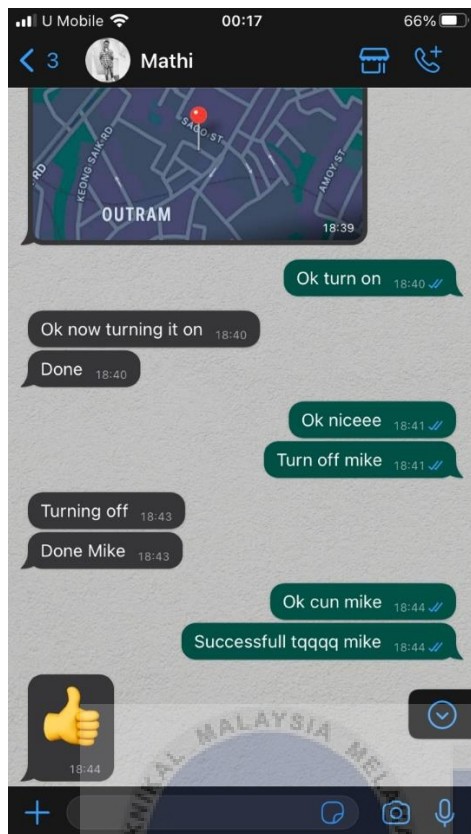 U Mobile 00:17 66%
3 Mathi
SAGO ST
KEONG SAIK RD
RD
AMOY ST
OUTRAM
18:39
Ok turn on 18:40
Ok now turning it on 18:40
Done 18:40
Ok niceee 18:41
Turn off mike 18:41
Turning off 18:43
Done Mike 18:43
Ok cun mike 18:44
Successfull tqqqq mike 18:44
18:44
NIKAL MALAYSIA MELA